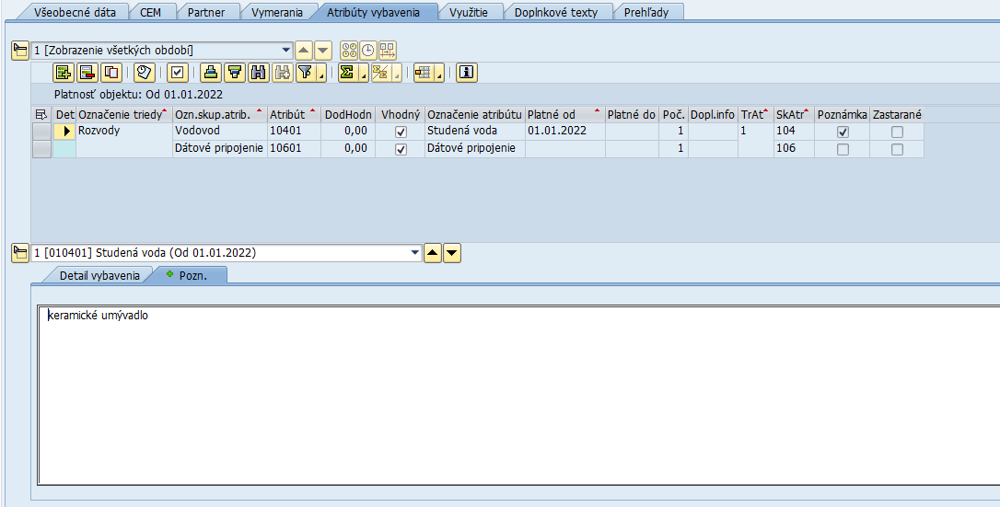 Všeobecné dáta CEM Partner Vymerania Atribúty vybavenia Využitie Doplnkové texty Prehľady
1 [Zobrazenie všetkých období]
Platnosť objektu: Od 01.01.2022
Det Označenie triedy Ozn.skup.atrib. Atribút DodHodn Vhodný Označenie atribútu Platné od Platné do Poč. Dopl.info TrAt SkAtr Poznámka Zastarané
Rozvody Vodovod 10401 0,00 Studená voda 01.01.2022 1 1 104
Dátové pripojenie 10601 0,00 Dátové pripojenie 1 106
1 [010401] Studená voda (Od 01.01.2022)
Detail vybavenia Pozn.
keramické umývadlo